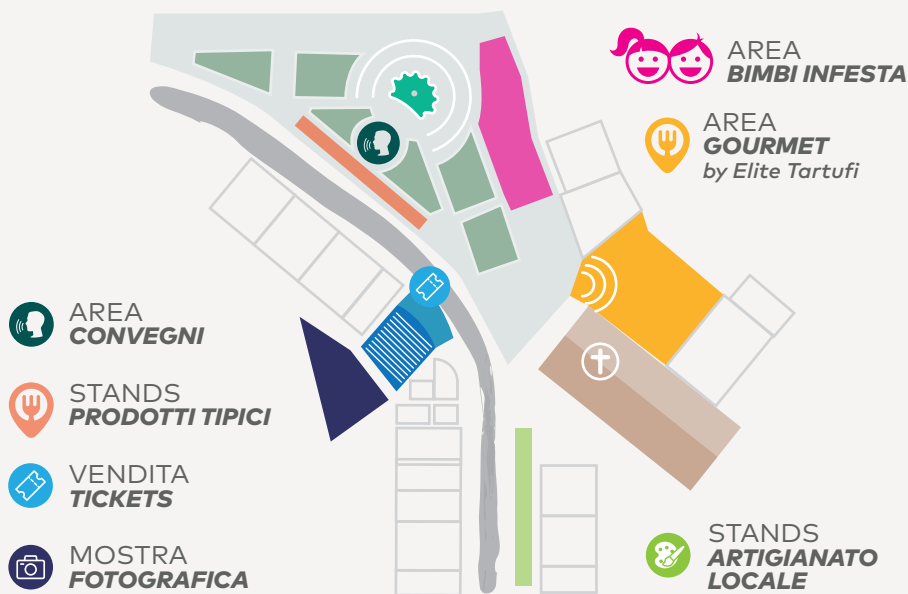 AREA
BIMBI INFESTA
AREA
GOURMET
by Elite Tartufi
AREA
CONVEGNI
STANDS
PRODOTTI TIPICI
VENDITA
TICKETS
MOSTRA
FOTOGRAFICA
STANDS
ARTIGIANATO
LOCALE